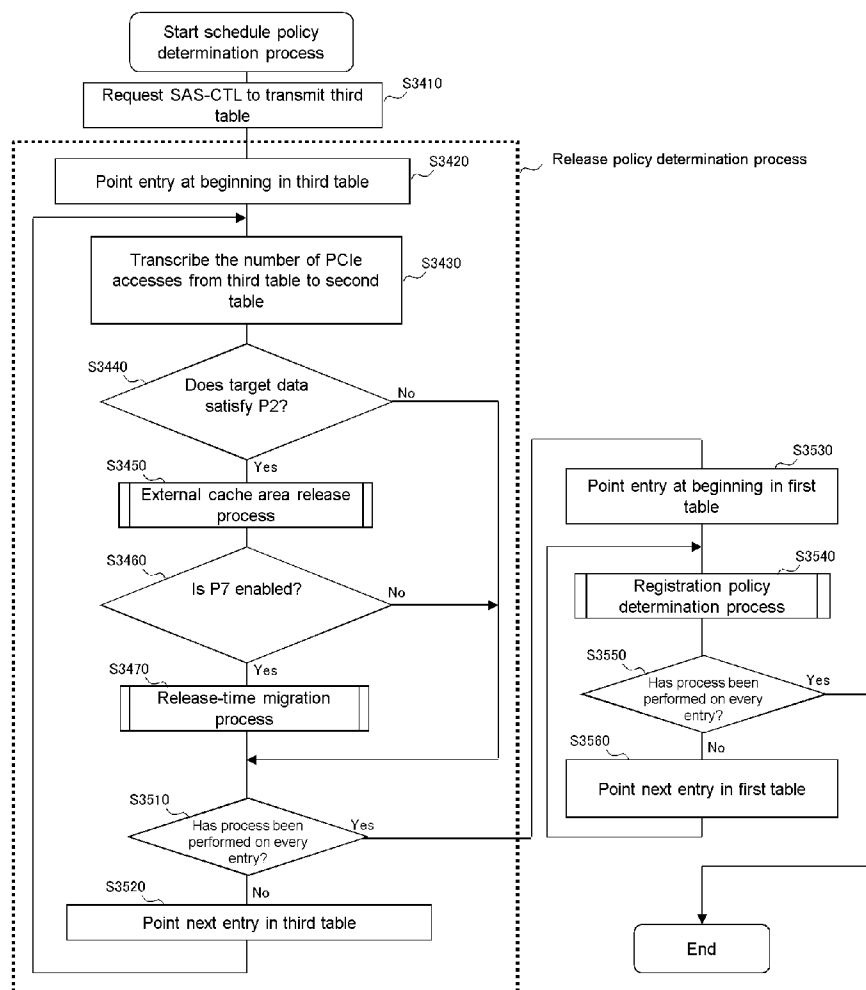 Start schedule policy
determination process
S3410
Request SAS-CTL to transmit third
table
Release policy determination process
S3420
Point entry at beginning in third table
S3430
Transcribe the number of PCIe
accesses from third table to second
table
S3440
Does target data
satisfy P2?
No
Yes
S3450
External cache area release
process
S3460
Is P7 enabled?
No
Yes
S3470
Release-time migration
process
S3510
Has process been
performed on every
entry?
Yes
No
S3520
Point next entry in third table
S3530
Point entry at beginning in first
table
S3540
Registration policy
determination process
S3550
Has process been
performed on every
entry?
Yes
No
S3560
Point next entry in first table
End